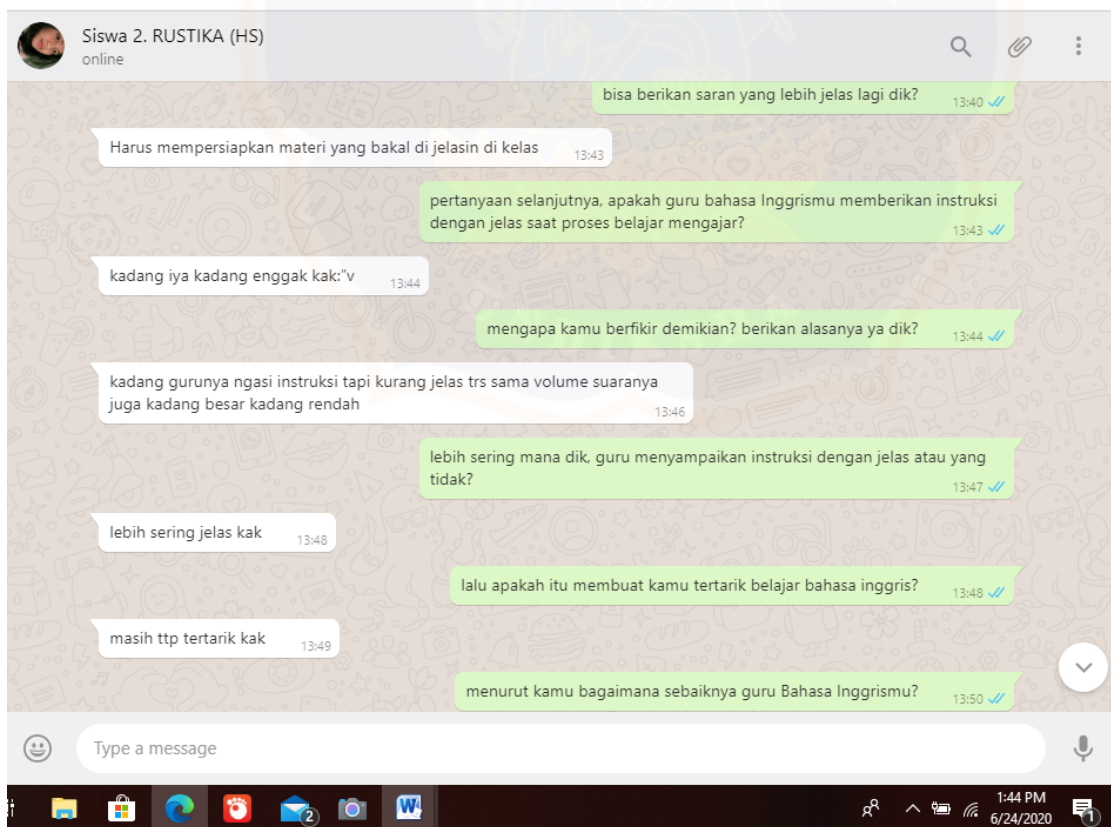 Siswa 2. RUSTIKA (HS)
online
bisa berikan saran yang lebih jelas lagi dik?
13:40
Harus mempersiapkan materi yang bakal di jelasin di kelas
13:43
pertanyaan selanjutnya, apakah guru bahasa Inggrismu memberikan instruksi
dengan jelas saat proses belajar mengajar?
13:43
kadang iya kadang enggak kak:"v
13:44
mengapa kamu berfikir demikian? berikan alasanya ya dik?
13:44
kadang gurunya ngasi instruksi tapi kurang jelas trs sama volume suaranya
juga kadang besar kadang rendah
13:46
lebih sering mana dik, guru menyampaikan instruksi dengan jelas atau yang
tidak?
13:47
lebih sering jelas kak
13:48
lalu apakah itu membuat kamu tertarik belajar bahasa inggris?
13:48
masih ttp tertarik kak
13:49
menurut kamu bagaimana sebaiknya guru Bahasa Inggrismu?
13:50
Type a message
2
W
1:44 PM
6/24/2020
1